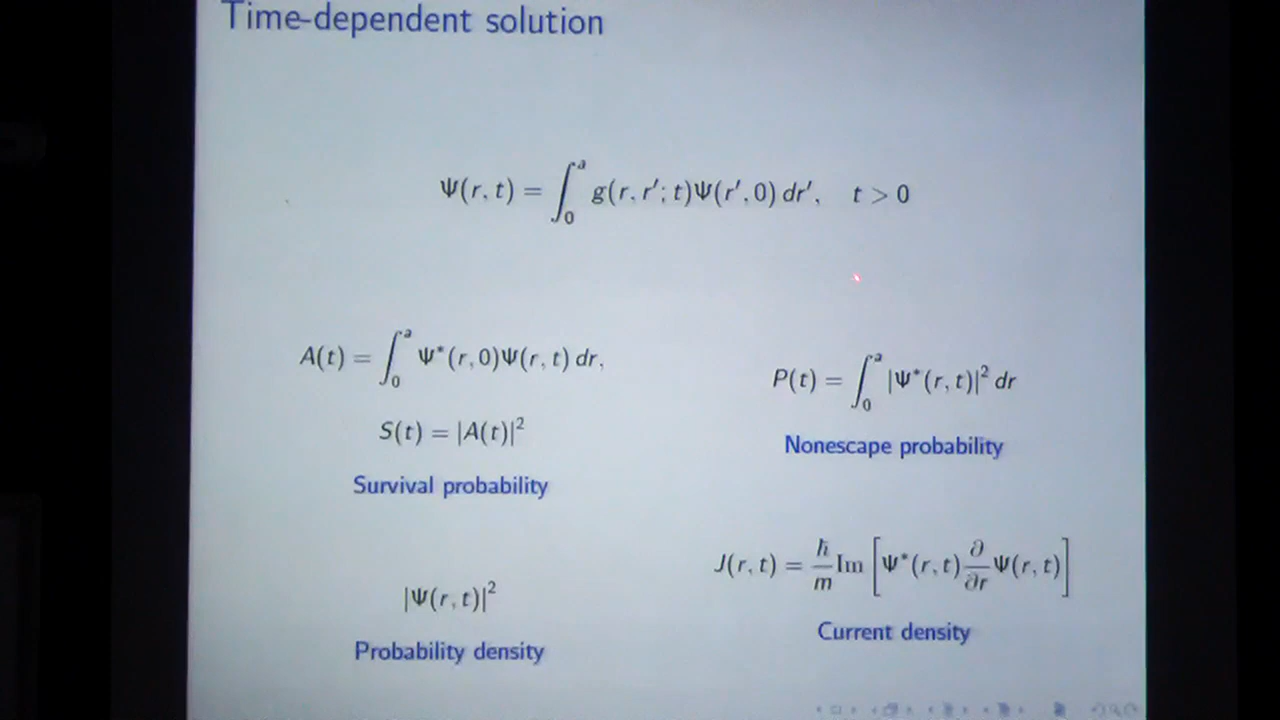 Time-dependent solution
Ψ(r, t) = ∫₀ᵃ g(r, r′; t)Ψ(r′, 0) dr′,   t > 0
A(t) = ∫₀ᵃ Ψ*(r, 0)Ψ(r, t) dr,
S(t) = |A(t)|²
Survival probability
P(t) = ∫₀ᵃ |Ψ*(r, t)|² dr
Nonescape probability
|Ψ(r, t)|²
Probability density
J(r, t) = ℏ/m Im [Ψ*(r, t) ∂/∂r Ψ(r, t)]
Current density